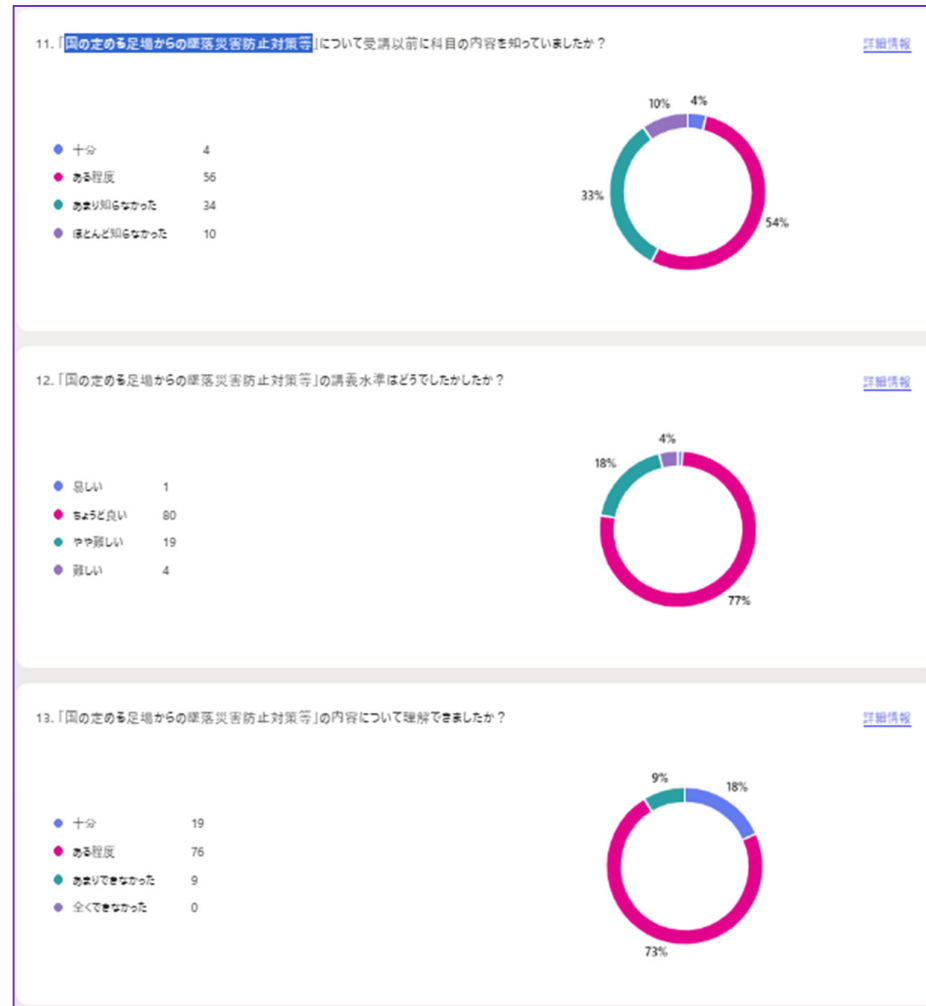 11.「国の定める足場からの墜落災害防止対策等」について受講以前に科目の内容を知っていましたか？
詳細情報
10% 4%
33%
54%
十分 4
ある程度 56
あまり知らなかった 34
ほとんど知らなかった 10
12.「国の定める足場からの墜落災害防止対策等」の講義水準はどうでしたかしたか？
詳細情報
4%
18%
77%
易しい 1
ちょうど良い 80
やや難しい 19
難しい 4
13.「国の定める足場からの墜落災害防止対策等」の内容について理解できましたか？
詳細情報
9% 18%
73%
十分 19
ある程度 76
あまりできなかった 9
全くできなかった 0